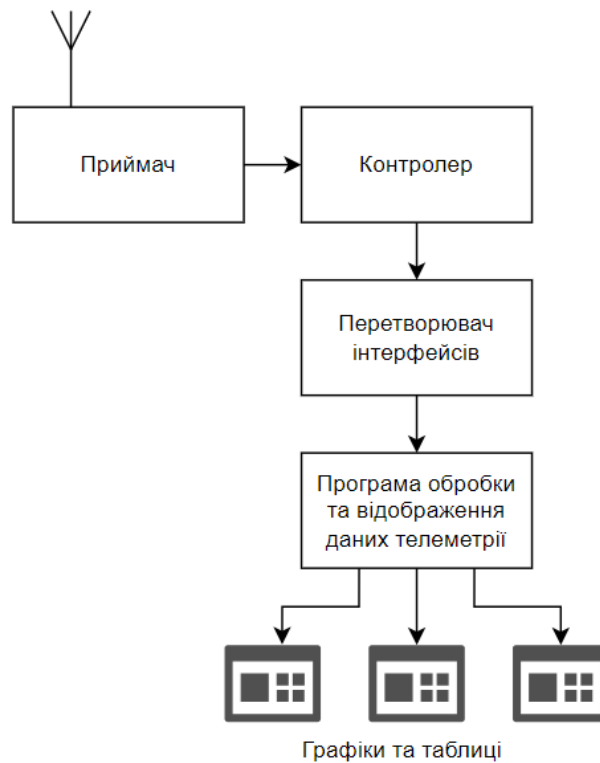 Приймач
Контролер
Перетворювач
інтерфейсів
Програма обробки
та відображення
даних телеметрії
Графіки та таблиці